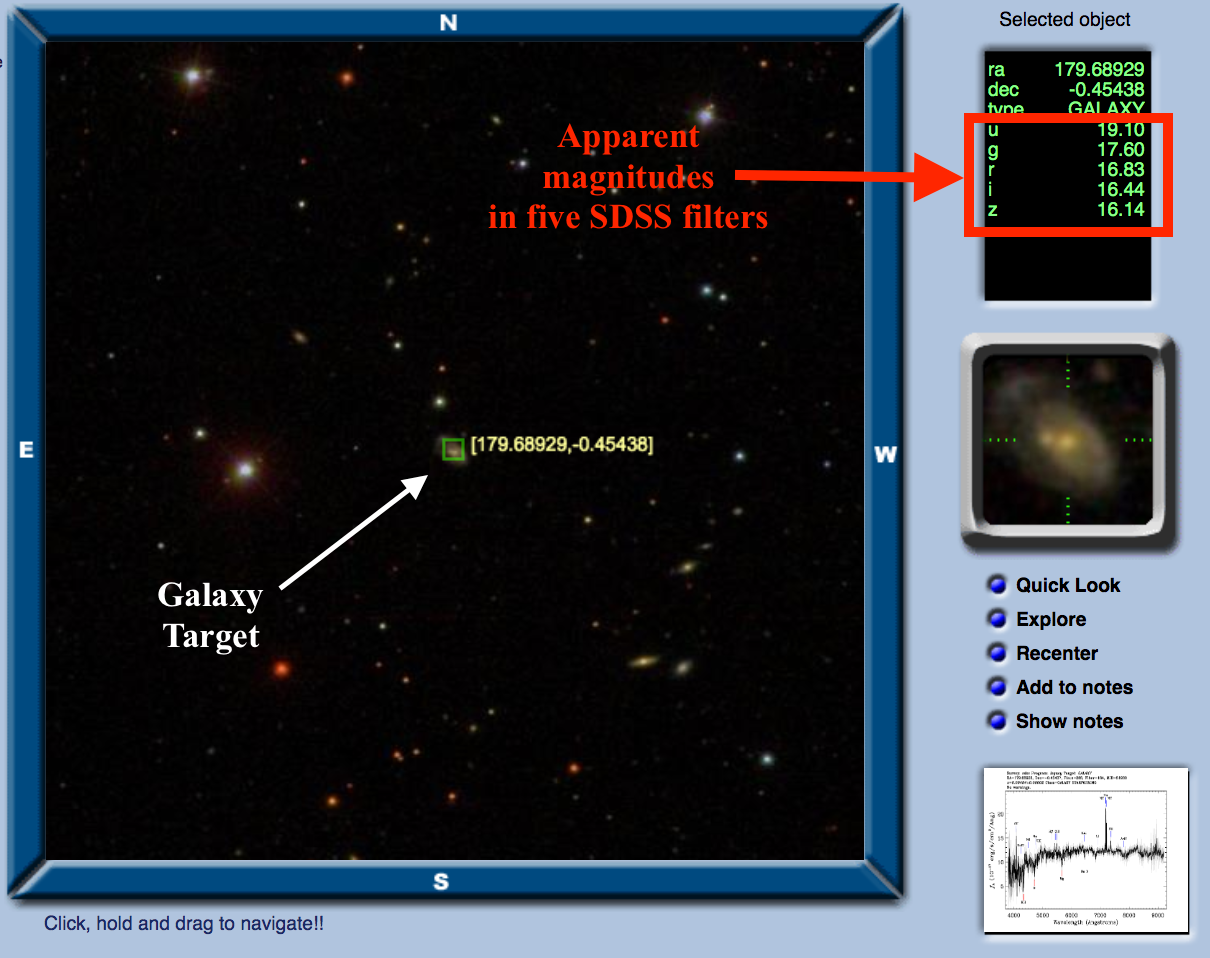 N
Selected object
ra 179.68929
dec -0.45438
type GALAXY
u 19.10
g 17.60
r 16.83
i 16.44
z 16.14
Apparent
magnitudes
in five SDSS filters
E
[179.68929,-0.45438]
W
Galaxy
Target
Quick Look
Explore
Recenter
Add to notes
Show notes
S
Click, hold and drag to navigate!!
4000 5000 6000 7000 8000 9000
Wavelength (Angstroms)